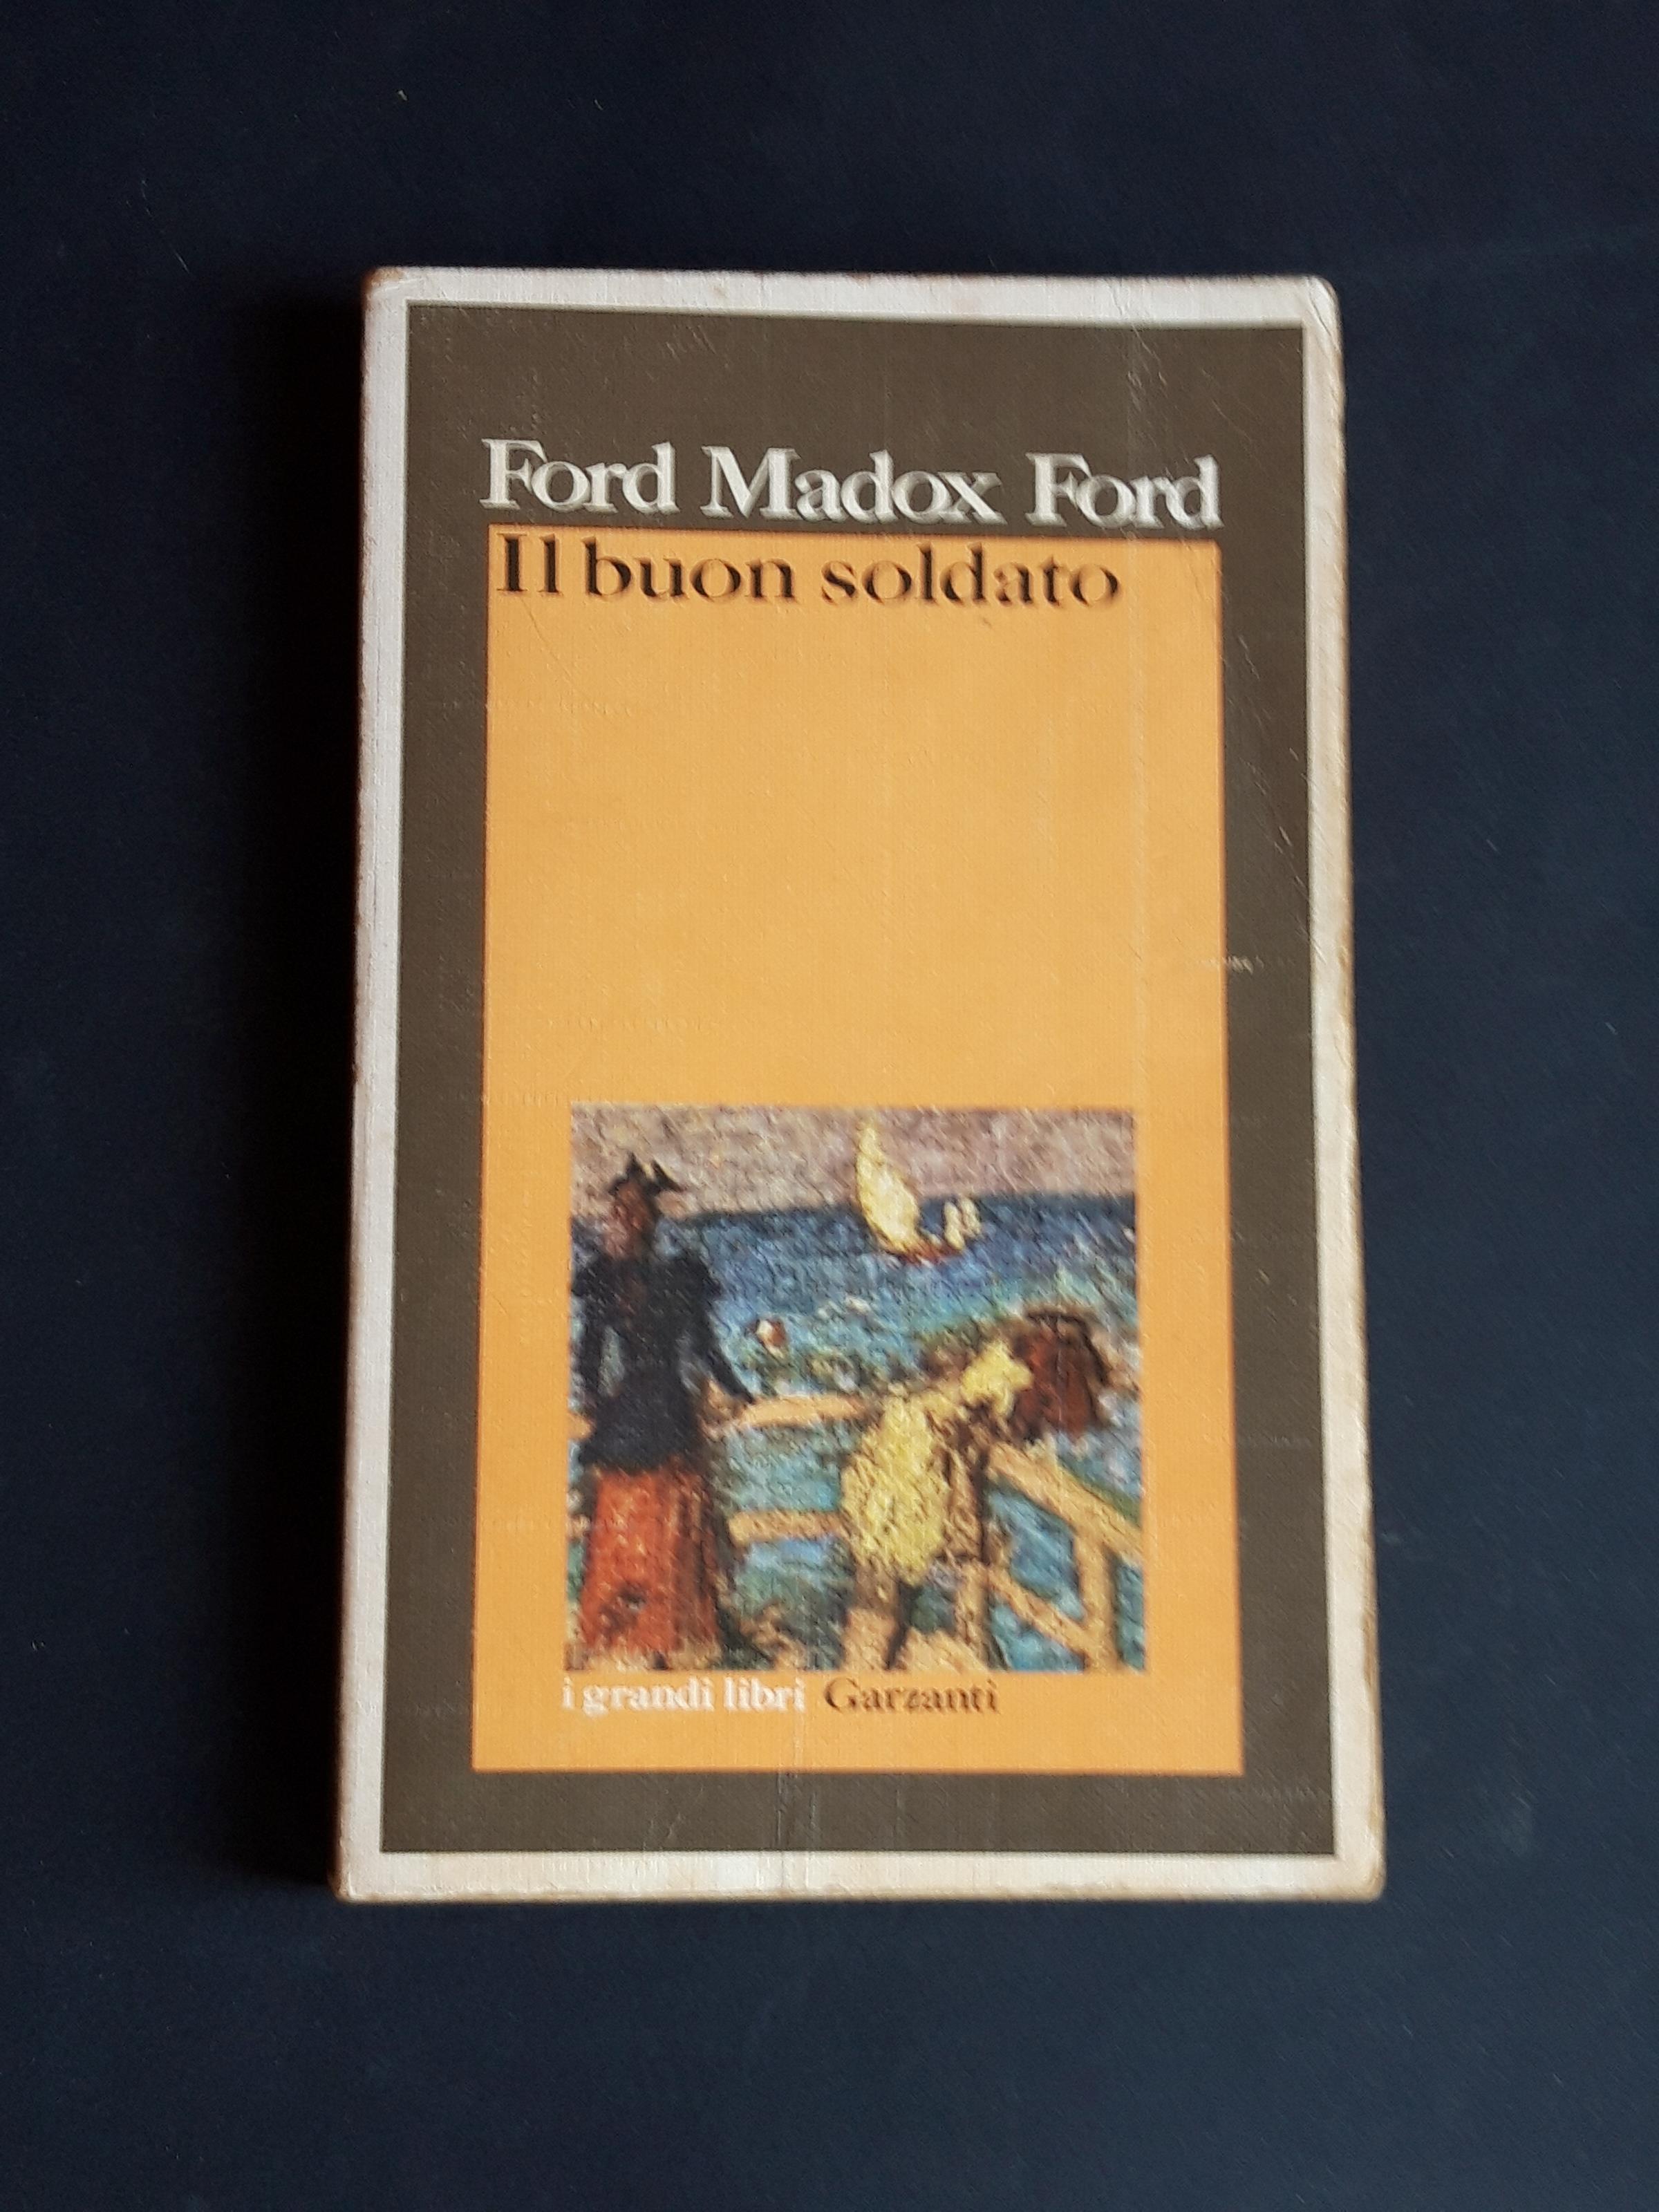 Ford Madox Ford
Il buon soldato
i grandi libri Garzanti